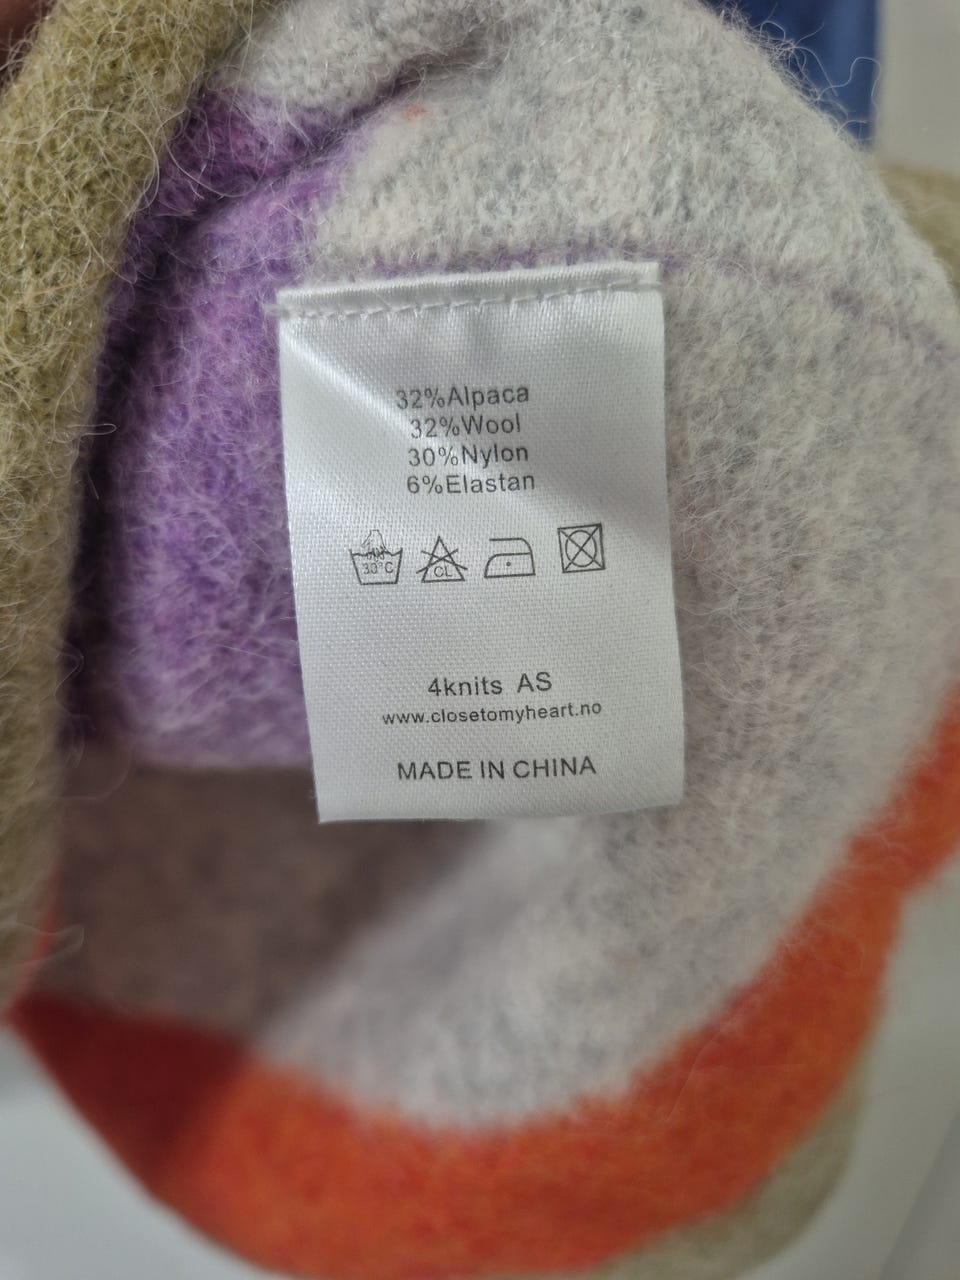 32%Alpaca
32%Wool
30%Nylon
6%Elastan
30°C
CL
4knits AS
www.closetomyheart.no
MADE IN CHINA